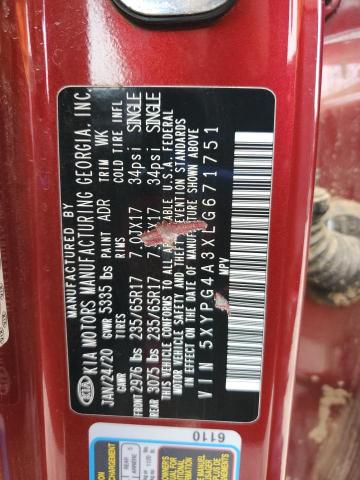 MANUFACTURED BY
KIA MOTORS MANUFACTURING GEORGIA. INC.
JAN/24/20 GVWR 5335 lbs PAINT ADR TRIM WK
GAWR TIRES RIMS COLD TIRE INFL
FRONT 2976 lbs 235/65R17 7.0JX17 34psi SINGLE
REAR 3075 lbs 235/65R17 34psi SINGLE
THIS VEHICLE CONFORMS TO ALL APPLICABLE U.S.A. FEDERAL
MOTOR VEHICLE SAFETY AND THEFT PREVENTION STANDARDS
IN EFFECT ON THE DATE OF MANUFACTURE SHOWN ABOVE
VIN 5XYPG4A3XLG671751
MPV
KIA
6110
REAR